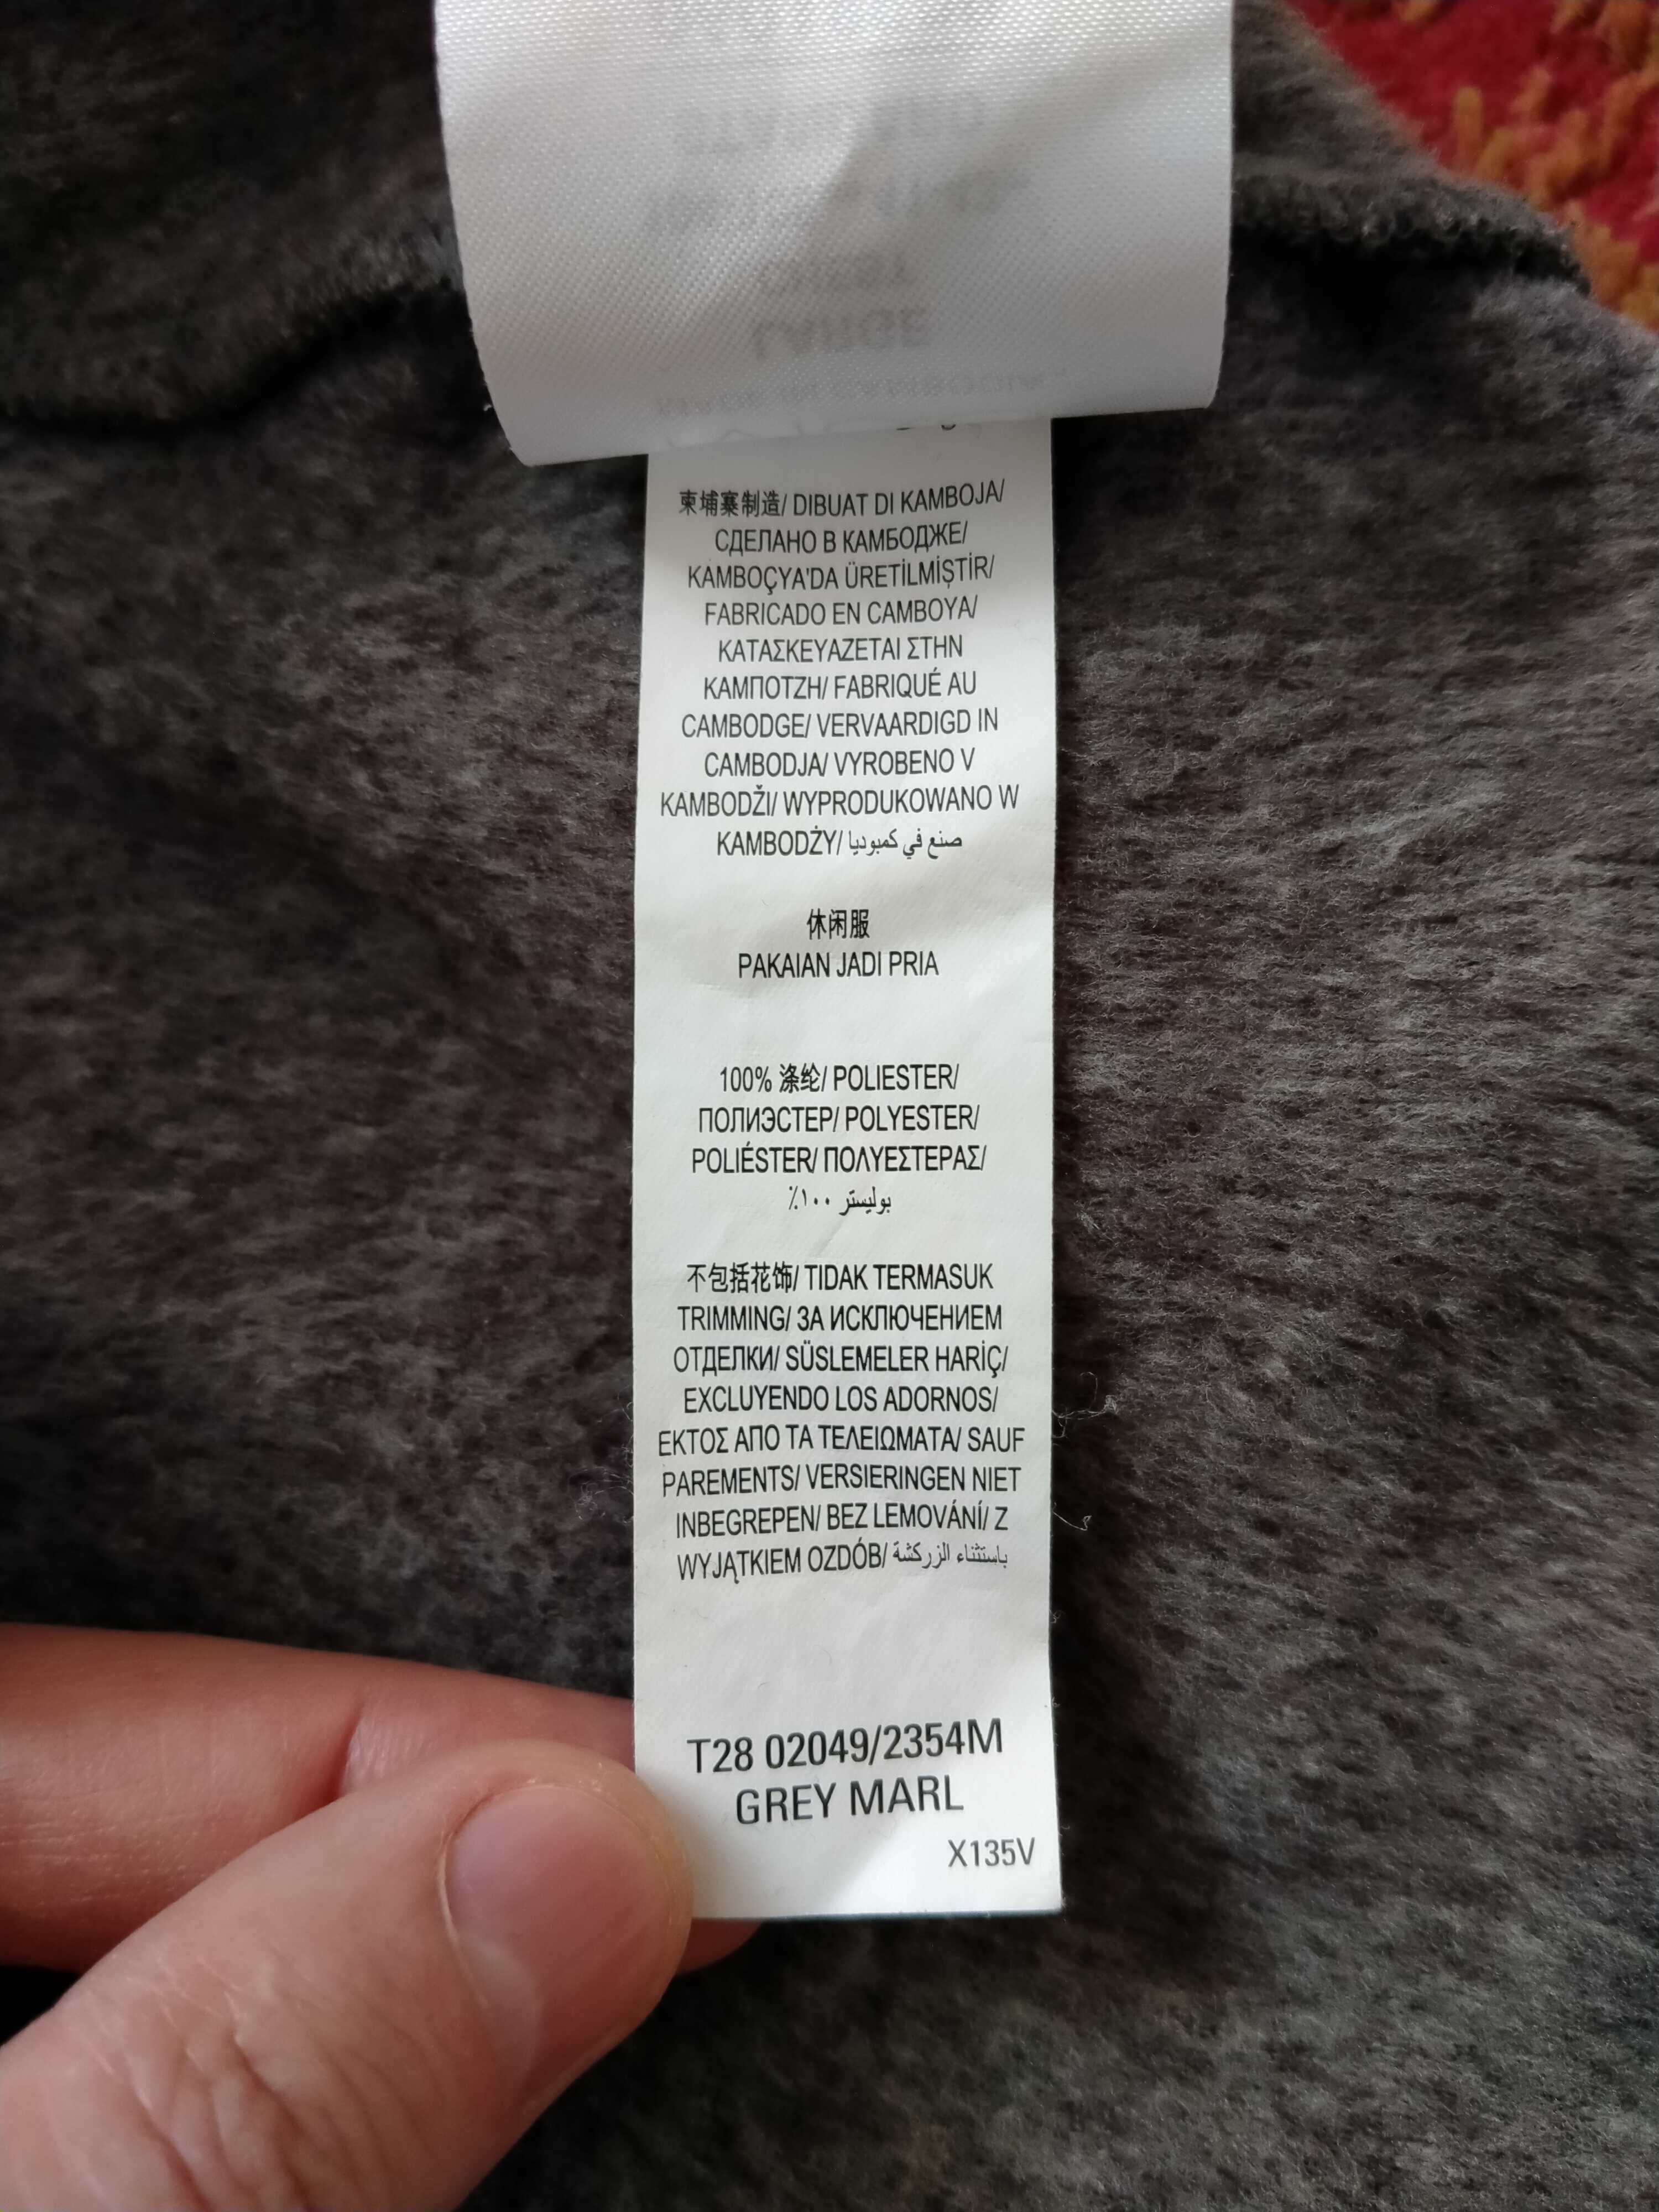 LARGE
柬埔寨制造/ DIBUAT DI KAMBOJA/
СДЕЛАНО В КАМБОДЖЕ/
KAMBOÇYA'DA ÜRETİLMİŞTİR/
FABRICADO EN CAMBOYA/
ΚΑΤΑΣΚΕΥΑΖΕΤΑΙ ΣΤΗΝ
ΚΑΜΠΟΤΖΗ/ FABRIQUÉ AU
CAMBODGE/ VERVAARDIGD IN
CAMBODJA/ VYROBENO V
KAMBODŽI/ WYPRODUKOWANO W
KAMBODŻY/ صنع في كمبوديا
休闲服
PAKAIAN JADI PRIA
100% 涤纶/ POLIESTER/
ПОЛИЭСТЕР/ POLYESTER/
POLIÉSTER/ ΠΟΛΥΕΣΤΕΡΑΣ/
بوليستر ١٠٠٪
不包括花饰/ TIDAK TERMASUK
TRIMMING/ ЗА ИСКЛЮЧЕНИЕМ
ОТДЕЛКИ/ SÜSLEMELER HARİÇ/
EXCLUYENDO LOS ADORNOS/
ΕΚΤΟΣ ΑΠΟ ΤΑ ΤΕΛΕΙΩΜΑΤΑ/ SAUF
PAREMENTS/ VERSIERINGEN NIET
INBEGREPEN/ BEZ LEMOVÁNÍ/ Z
WYJĄTKIEM OZDÓB/ باستثناء الزركشة
T28 02049/2354M
GREY MARL
X135V